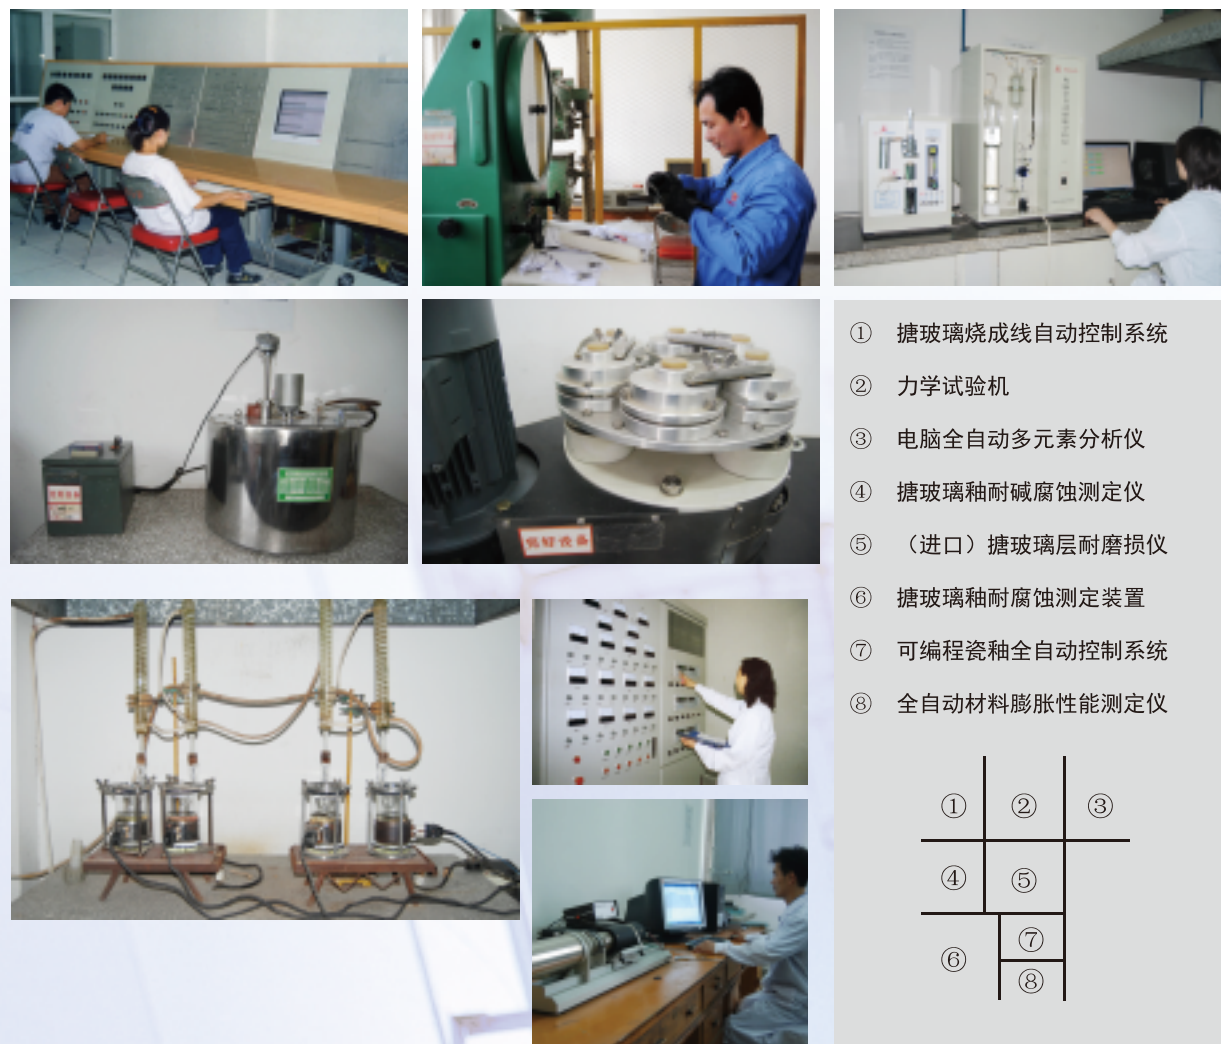 完好设备
① 搪玻璃烧成线自动控制系统
② 力学试验机
③ 电脑全自动多元素分析仪
④ 搪玻璃釉耐碱腐蚀测定仪
⑤ （进口）搪玻璃层耐磨损仪
⑥ 搪玻璃釉耐腐蚀测定装置
⑦ 可编程瓷釉全自动控制系统
⑧ 全自动材料膨胀性能测定仪
① ② ③
④ ⑤
⑦
⑥
⑧